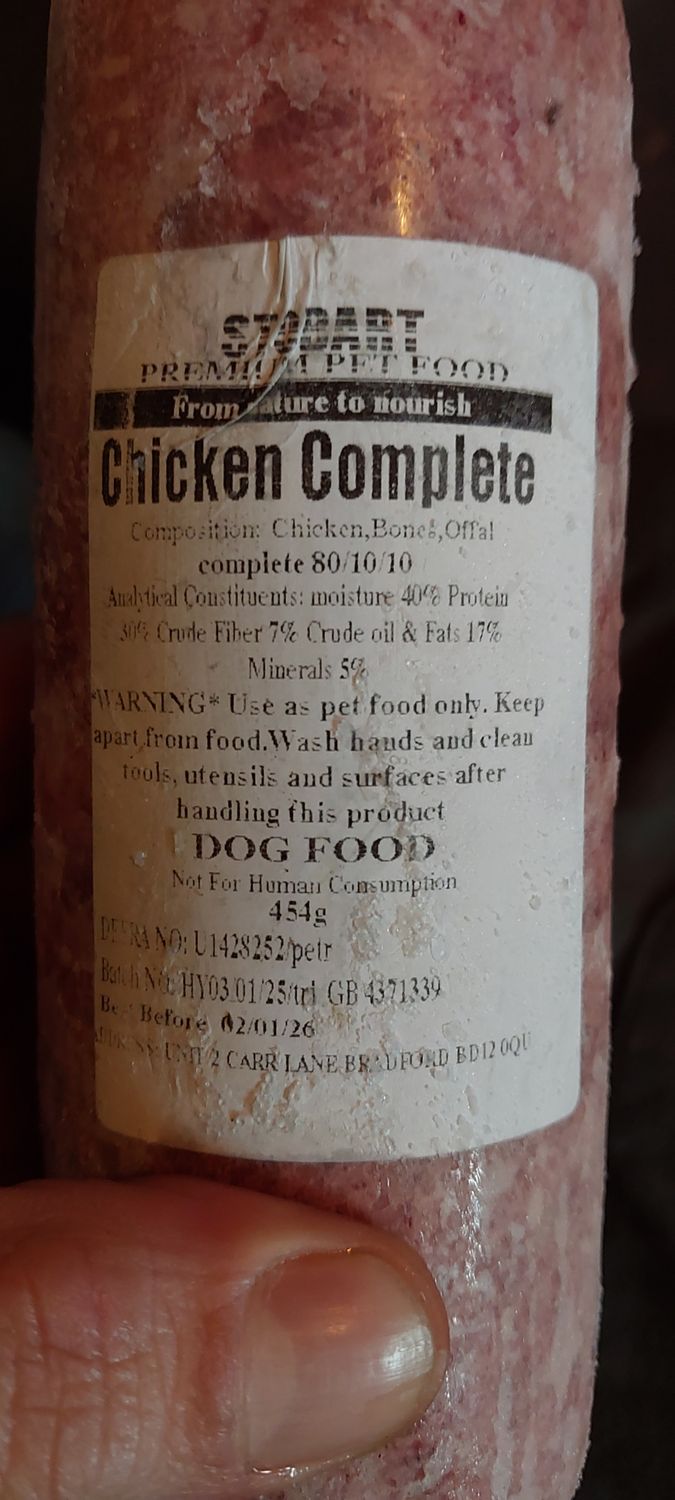 STOBART
PREMIUM PET FOOD
From nature to nourish
Chicken Complete
Composition: Chicken,Bones,Offal
complete 80/10/10
Analytical Constituents: moisture 40% Protein
30% Crude Fiber 7% Crude oil & Fats 17%
Minerals 5%
*WARNING* Use as pet food only. Keep
apart from food.Wash hands and clean
tools, utensils and surfaces after
handling this product
DOG FOOD
Not For Human Consumption
454g
DEFRA NO: U1428252/petr
Batch NO: HY03/01/25/tri GB 4371339
Best Before 02/01/26
ADDRESS: UNIT 2 CARR LANE BRADFORD BD12 0QU